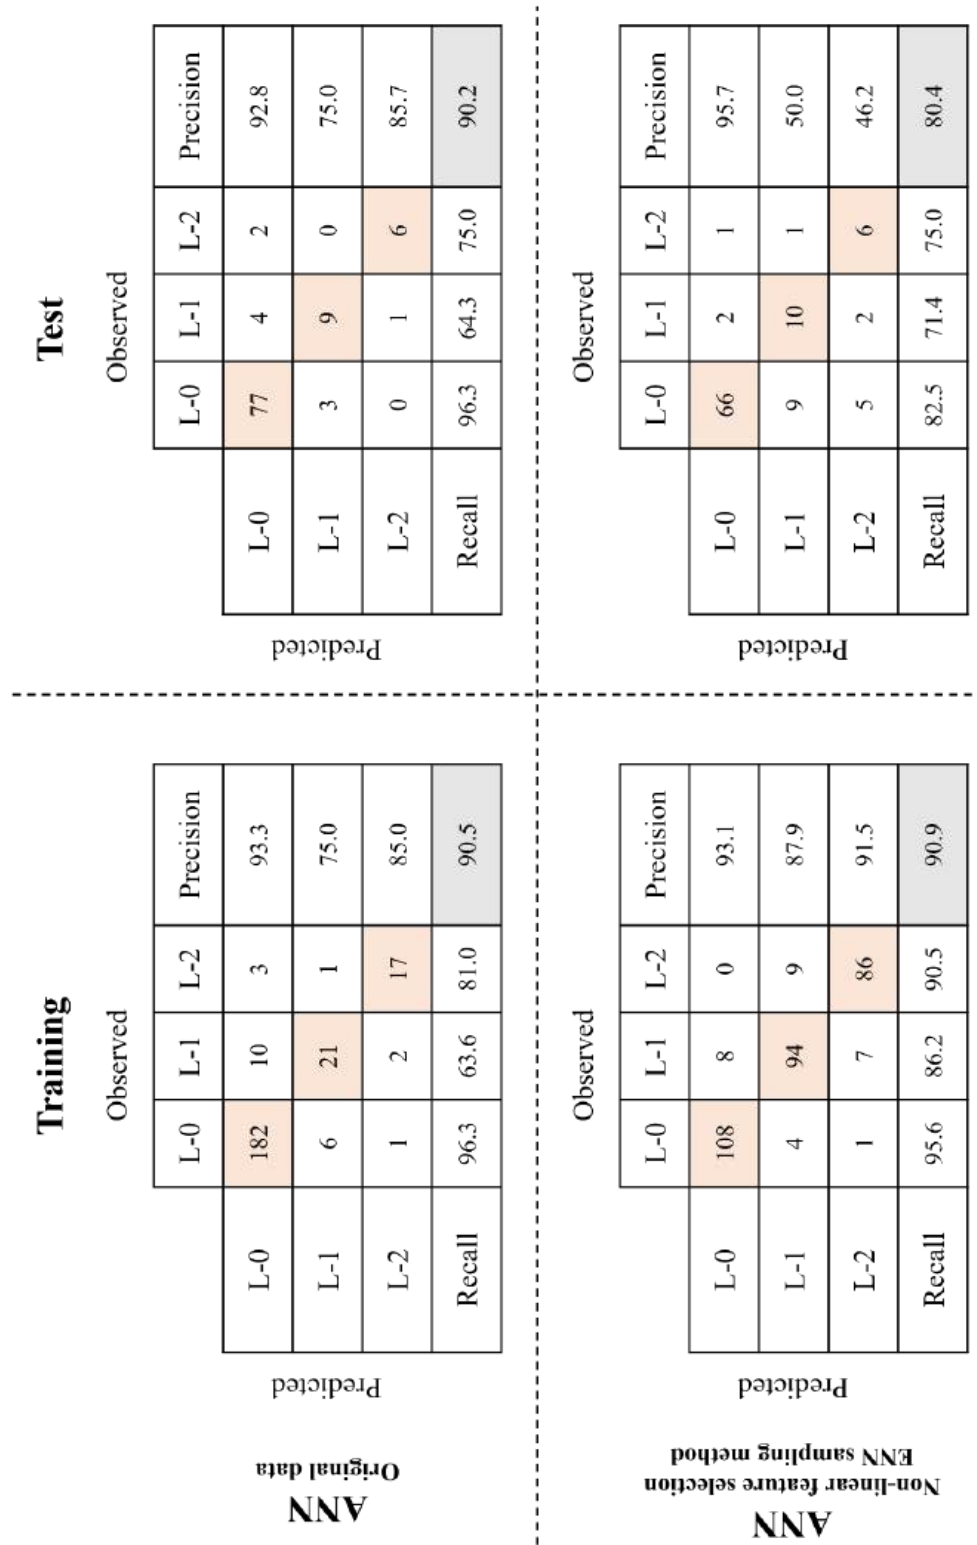 Training
Test
ANN
Original data
Predicted
Observed
L-0 L-1 L-2 Precision
L-0 182 10 3 93.3
L-1 6 21 1 75.0
L-2 1 2 17 85.0
Recall 96.3 63.6 81.0 90.5
Predicted
Observed
L-0 L-1 L-2 Precision
L-0 77 4 2 92.8
L-1 3 9 0 75.0
L-2 0 1 6 85.7
Recall 96.3 64.3 75.0 90.2
ANN
Non-linear feature selection
ENN sampling method
Predicted
Observed
L-0 L-1 L-2 Precision
L-0 108 8 0 93.1
L-1 4 94 9 87.9
L-2 1 7 86 91.5
Recall 95.6 86.2 90.5 90.9
Predicted
Observed
L-0 L-1 L-2 Precision
L-0 66 2 1 95.7
L-1 9 10 1 50.0
L-2 5 2 6 46.2
Recall 82.5 71.4 75.0 80.4